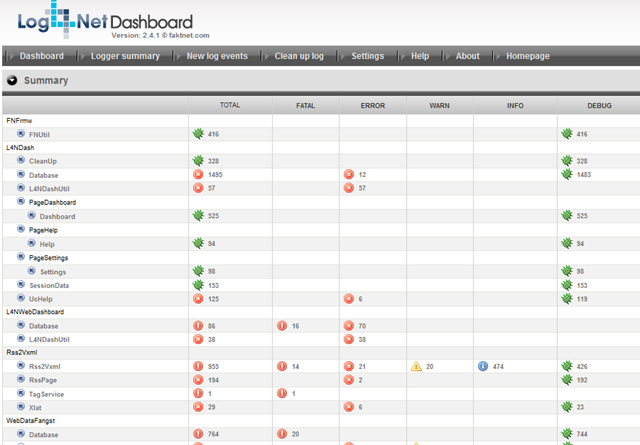 Log4Net Dashboard
Version: 2.4.1 © faktnet.com
Dashboard Logger summary New log events Clean up log Settings Help About Homepage
Summary
TOTAL FATAL ERROR WARN INFO DEBUG
FNFrmw
FNUtil 416 416
L4NDash
CleanUp 328 328
Database 1495 12 1483
L4NDashUtil 57 57
PageDashboard
Dashboard 525 525
PageHelp
Help 94 94
PageSettings
Settings 98 98
SessionData 153 153
UcHelp 125 6 119
L4NWebDashboard
Database 86 16 70
L4NDashUtil 38 38
Rss2Vxml
Rss2Vxml 955 14 21 20 474 426
RssPage 194 2 192
TagService 1 1
Xlat 29 6 23
WebDataFangst
Database 764 20 744